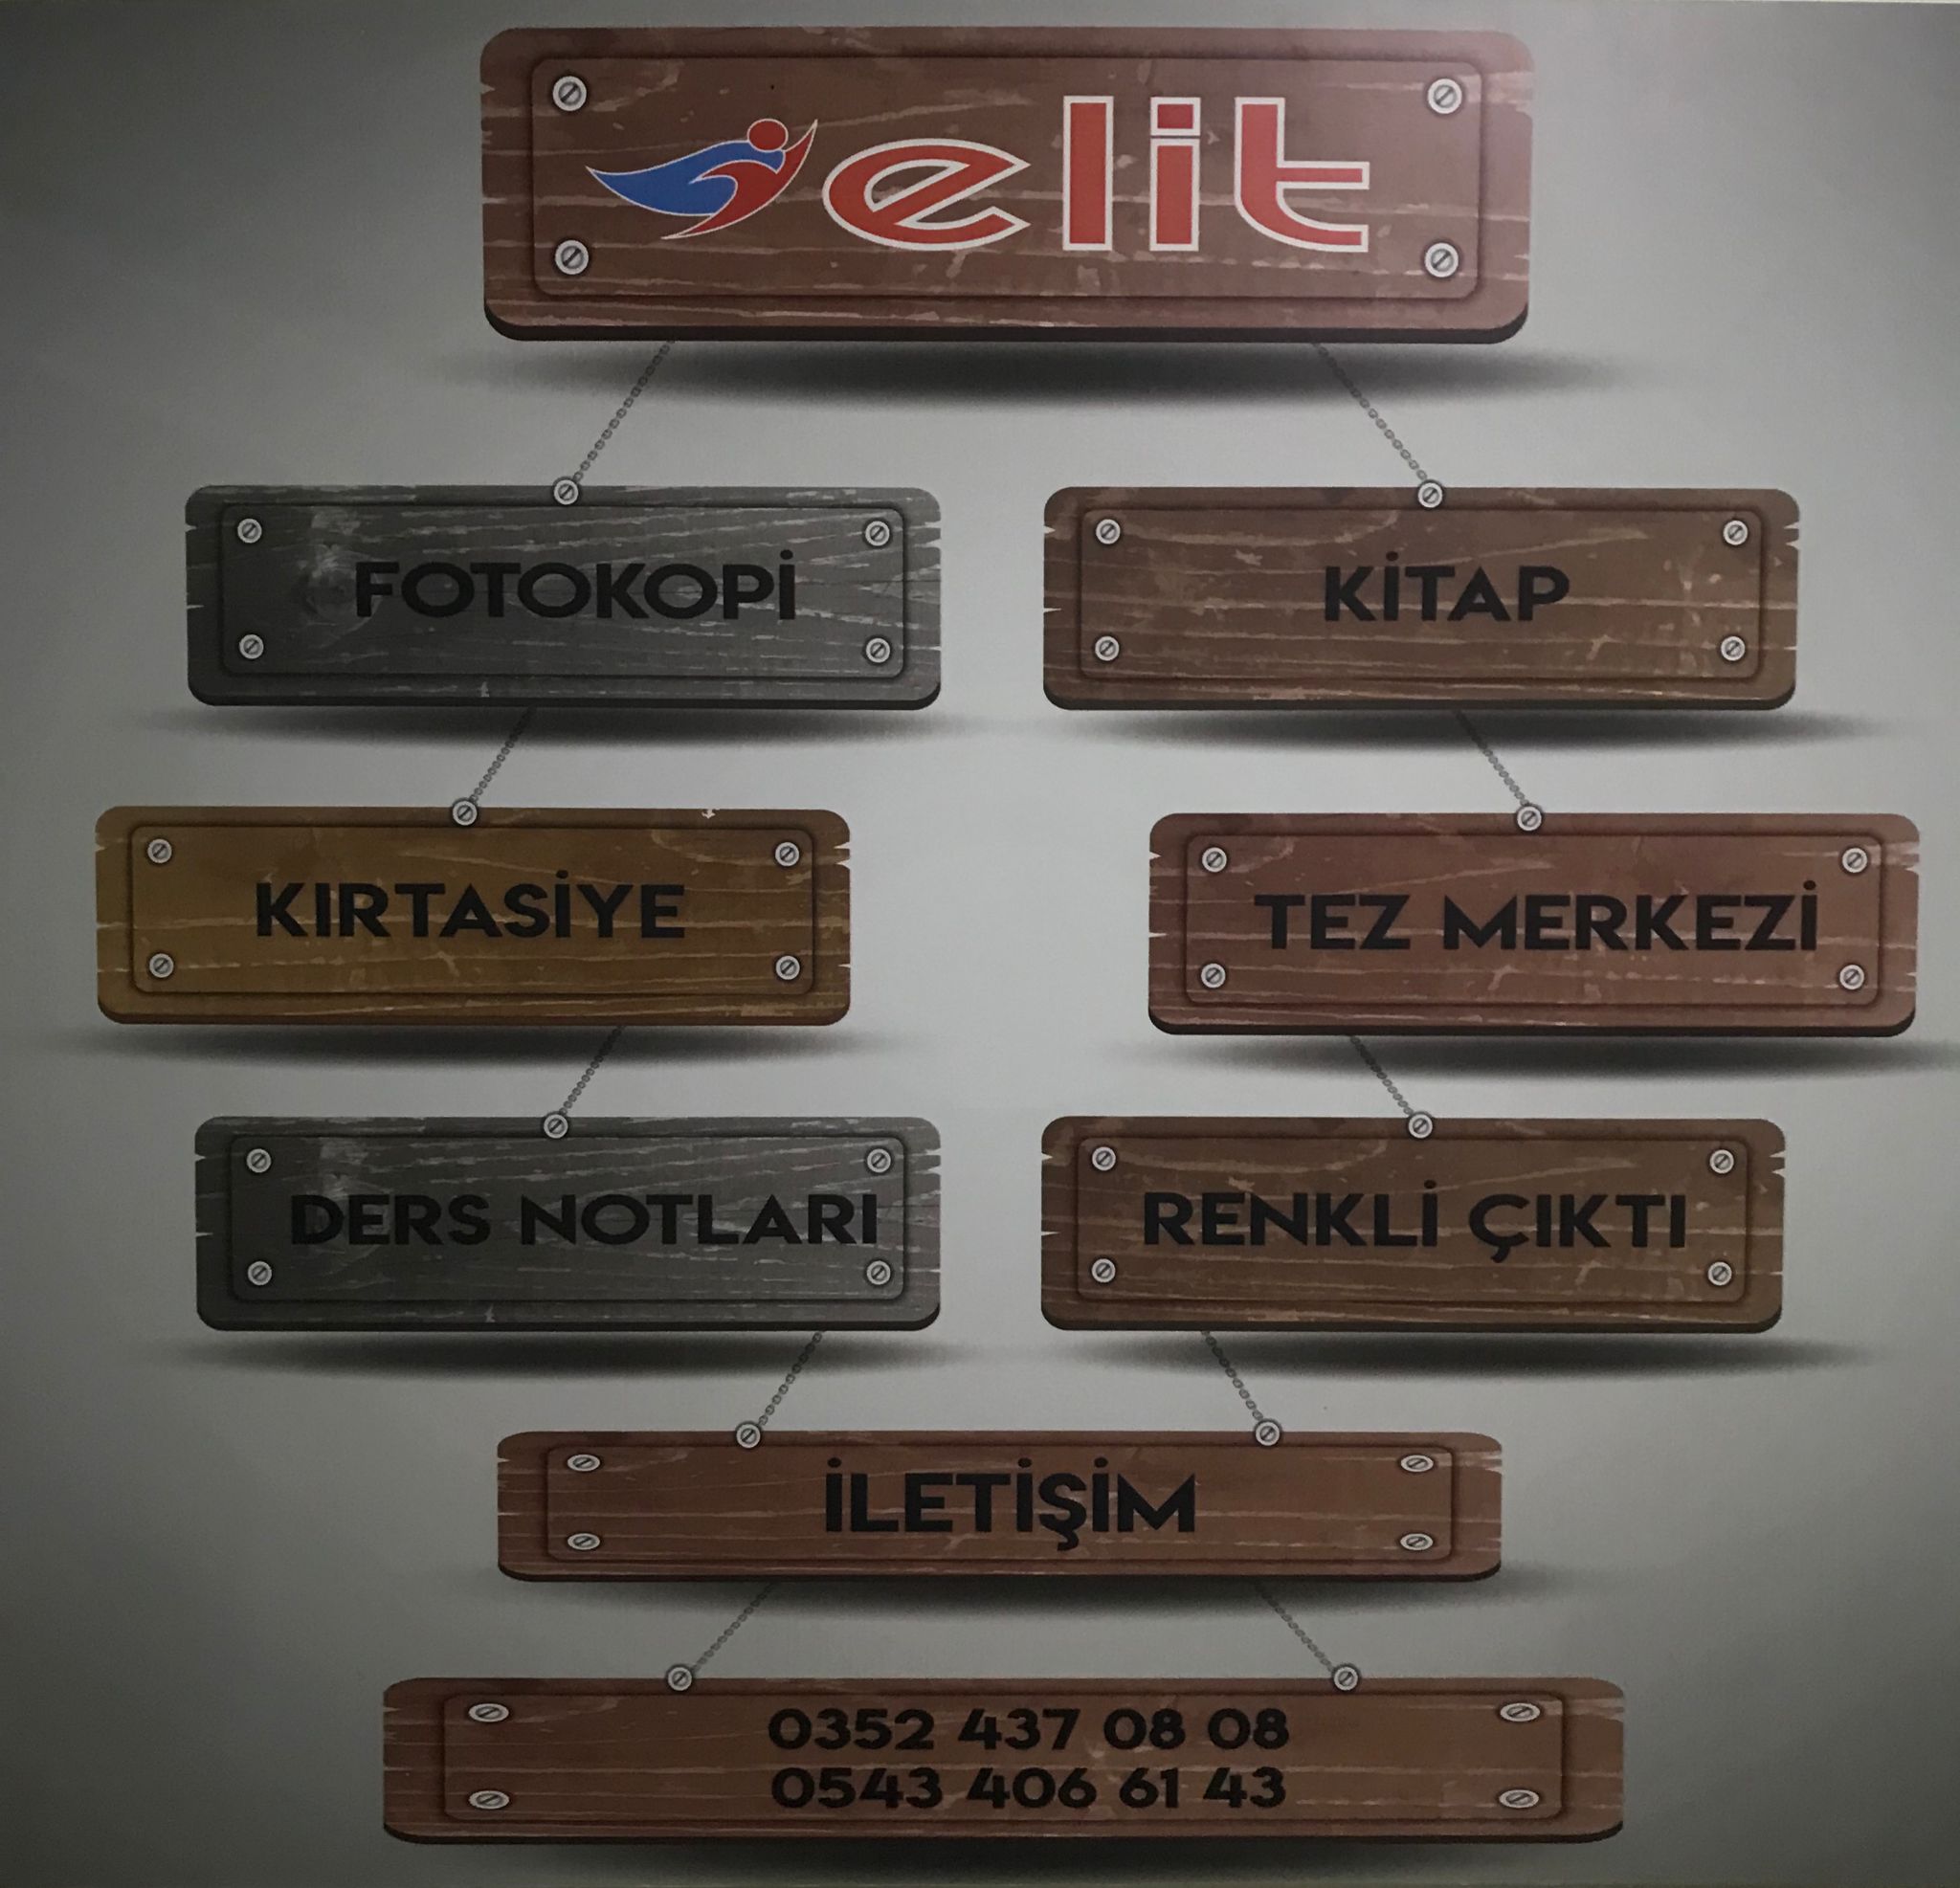 elit
FOTOKOPİ
KİTAP
KIRTASİYE
TEZ MERKEZİ
DERS NOTLARI
RENKLİ ÇIKTI
İLETİŞİM
0352 437 08 08
0543 406 61 43